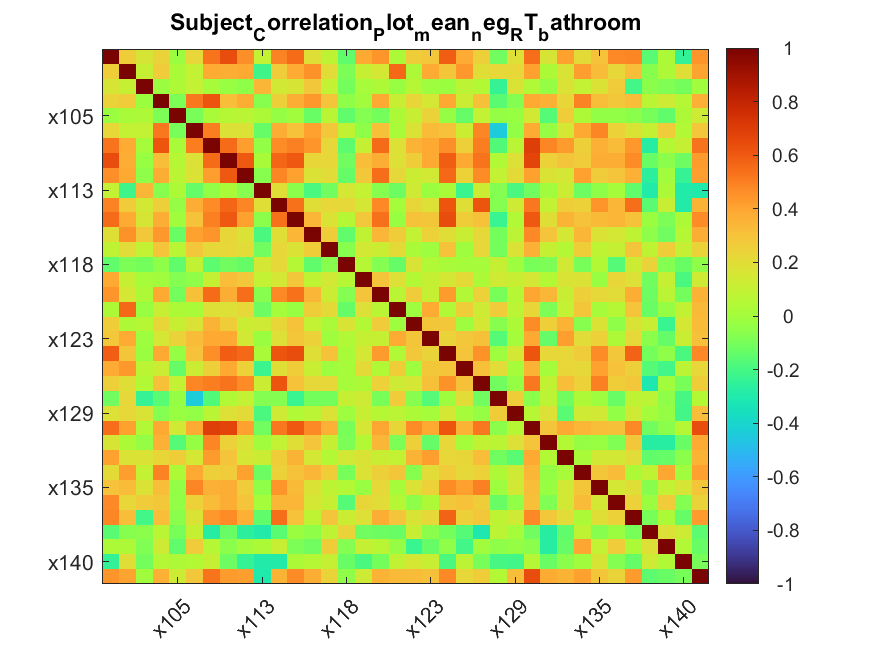 Subject_Correlation_Plot_mean_neg_RT_bathroom
x105
x113
x118
x123
x129
x135
x140
x105
x113
x118
x123
x129
x135
x140
1
0.8
0.6
0.4
0.2
0
-0.2
-0.4
-0.6
-0.8
-1